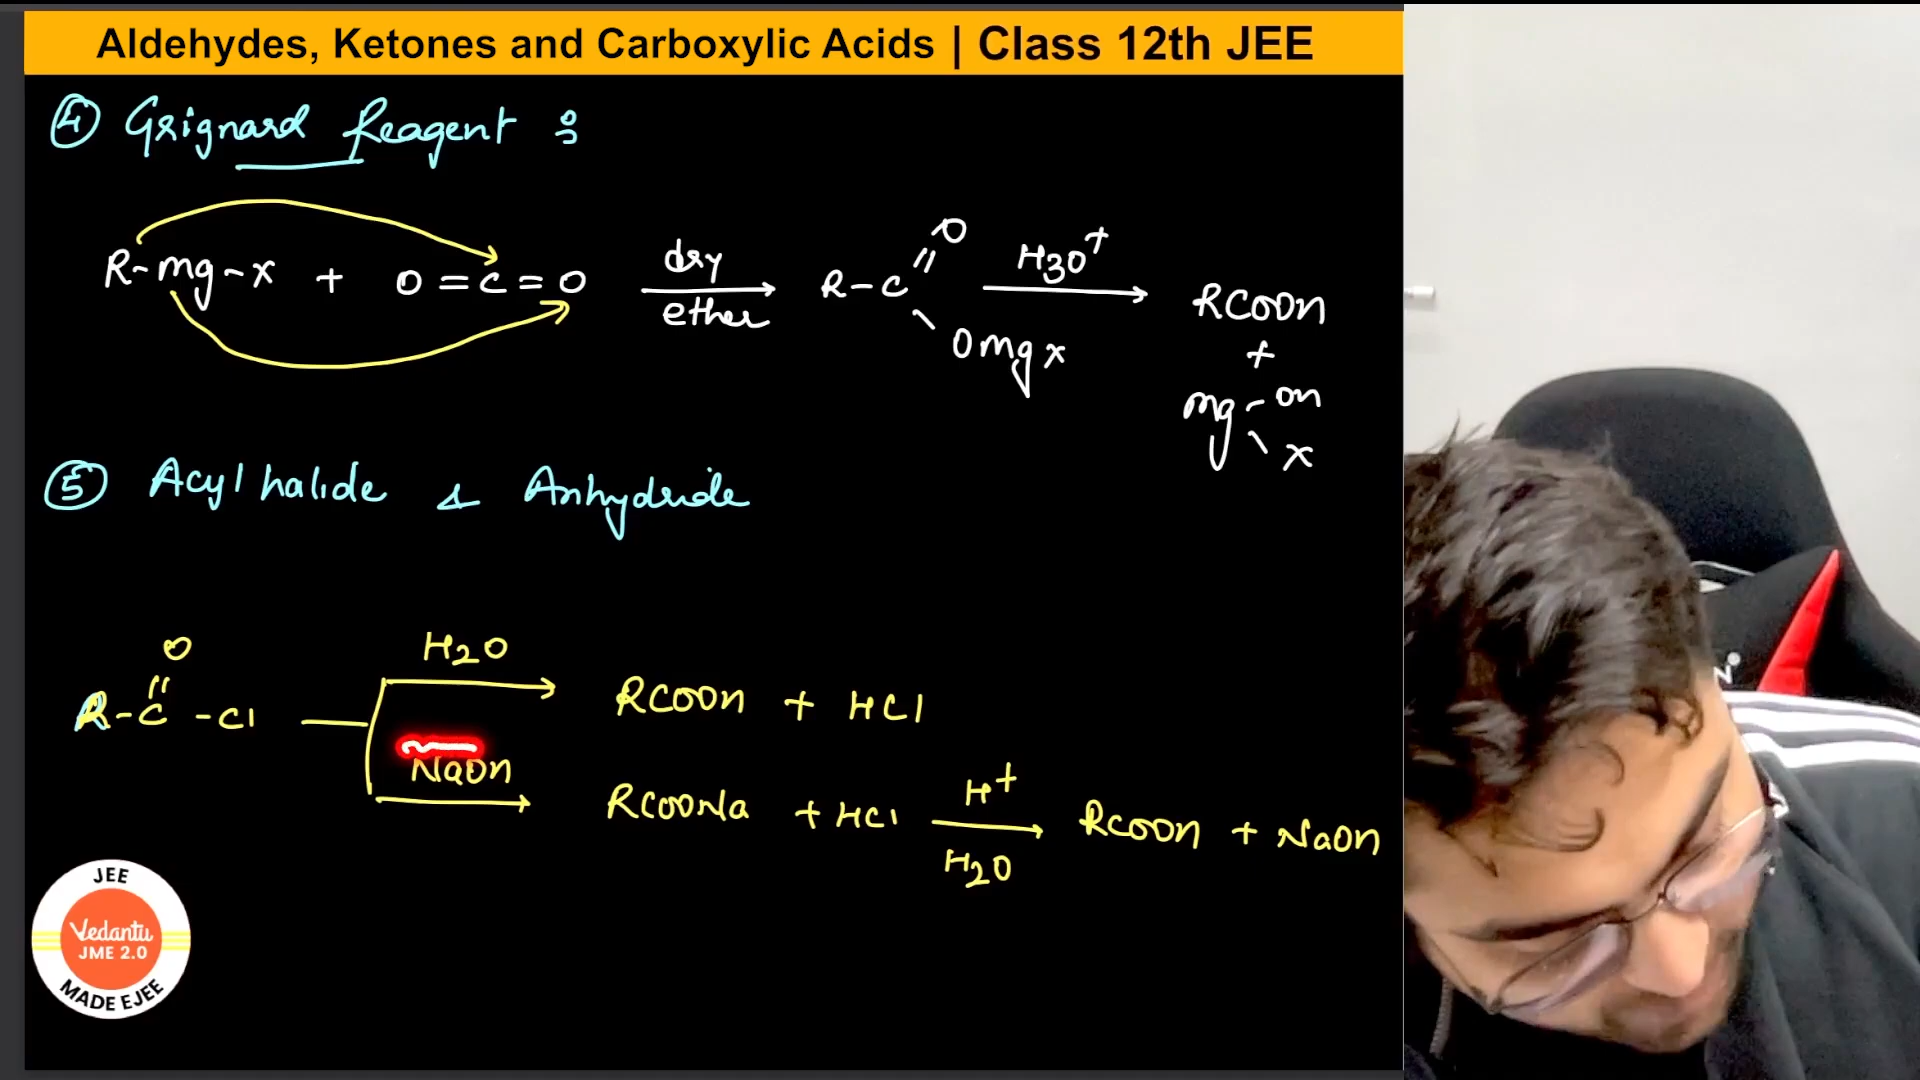 Aldehydes, Ketones and Carboxylic Acids | Class 12th JEE
④ Grignard Reagent :
R-mg-x + O=C=O dry ether R-C O Omgx H3O+ RCOOH
+
mg-OH x
⑤ Acyl halide & Anhydride
R-C-Cl O
H2O RCOOH + HCl
NaOH RCOONa + HCl H+ H2O RCOOH + NaOH
JEE
Vedantu
JME 2.0
MADE EJEE